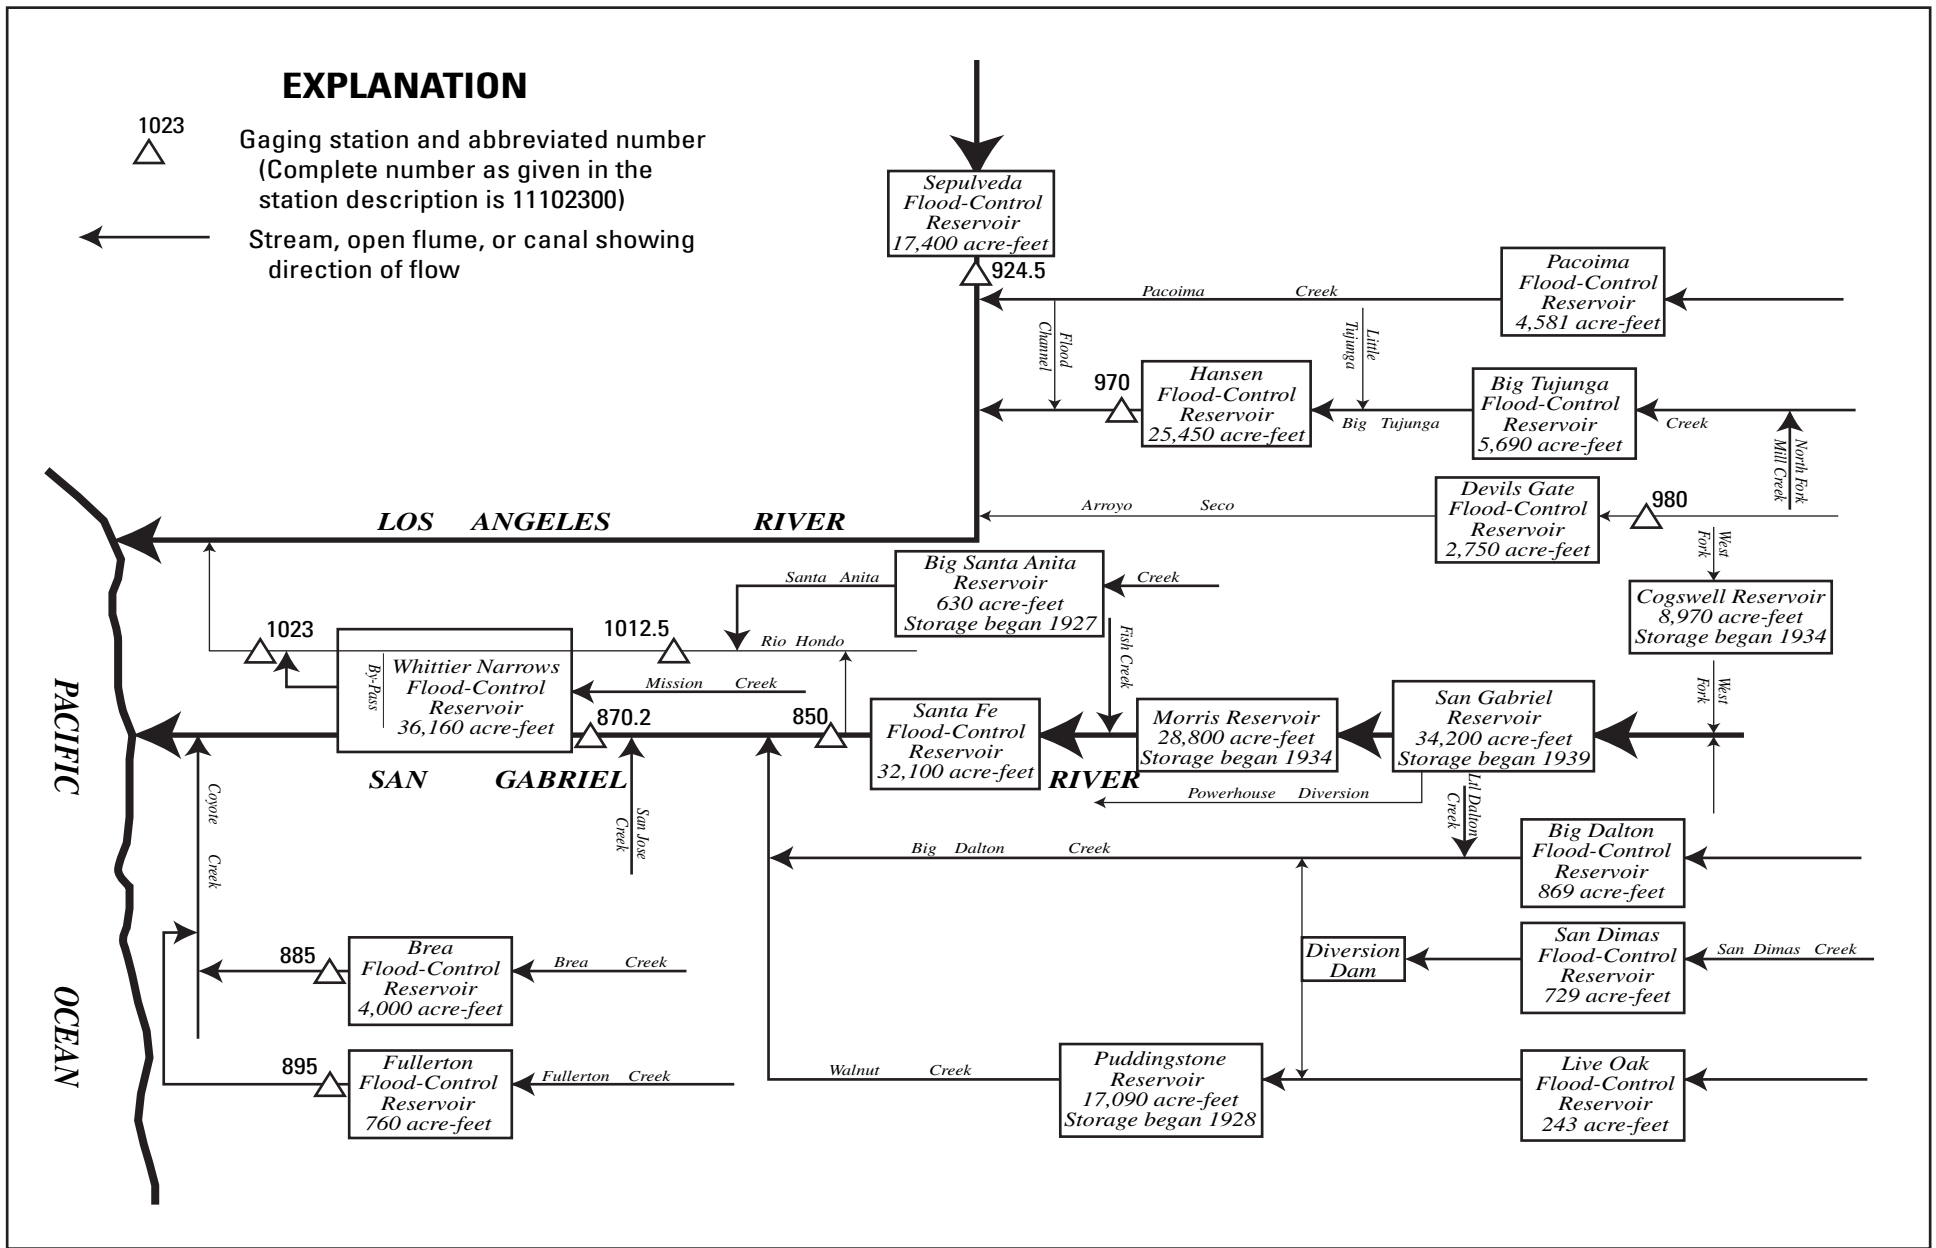 EXPLANATION
1023
Gaging station and abbreviated number
(Complete number as given in the
station description is 11102300)
Stream, open flume, or canal showing
direction of flow
Sepulveda
Flood-Control
Reservoir
17,400 acre-feet
924.5
Pacoima Creek
Pacoima
Flood-Control
Reservoir
4,581 acre-feet
Flood
Channel
Little
Tujunga
970
Hansen
Flood-Control
Reservoir
25,450 acre-feet
Big Tujunga
Big Tujunga
Flood-Control
Reservoir
5,690 acre-feet
Creek
North Fork
Mill Creek
Arroyo Seco
Devils Gate
Flood-Control
Reservoir
2,750 acre-feet
980
LOS ANGELES RIVER
West
Fork
Santa Anita
Big Santa Anita
Reservoir
630 acre-feet
Storage began 1927
Creek
Cogswell Reservoir
8,970 acre-feet
Storage began 1934
1023
1012.5
Rio Hondo
Fish Creek
West
Fork
By-Pass
Whittier Narrows
Flood-Control
Reservoir
36,160 acre-feet
Mission Creek
870.2
850
Santa Fe
Flood-Control
Reservoir
32,100 acre-feet
Morris Reservoir
28,800 acre-feet
Storage began 1934
San Gabriel
Reservoir
34,200 acre-feet
Storage began 1939
SAN GABRIEL RIVER
Powerhouse Diversion
Ltl Dalton
Creek
PACIFIC OCEAN
Coyote Creek
San Jose
Creek
Big Dalton Creek
Big Dalton
Flood-Control
Reservoir
869 acre-feet
885
Brea
Flood-Control
Reservoir
4,000 acre-feet
Brea Creek
Diversion
Dam
San Dimas
Flood-Control
Reservoir
729 acre-feet
San Dimas Creek
895
Fullerton
Flood-Control
Reservoir
760 acre-feet
Fullerton Creek
Walnut Creek
Puddingstone
Reservoir
17,090 acre-feet
Storage began 1928
Live Oak
Flood-Control
Reservoir
243 acre-feet